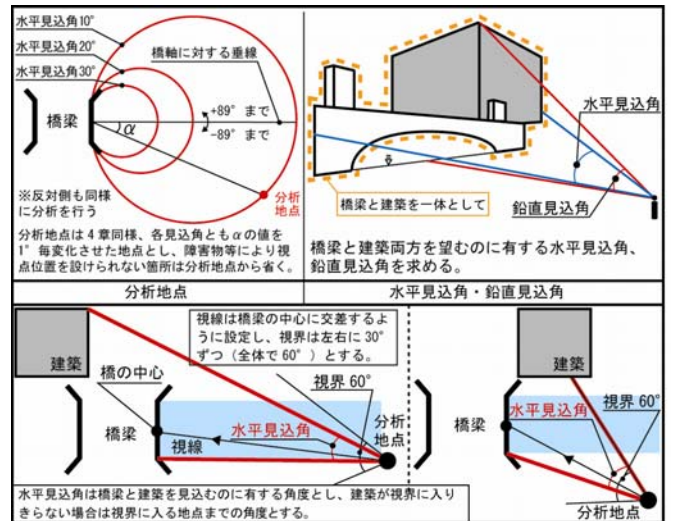 水平見込角10°
水平見込角20°
水平見込角30°
橋軸に対する垂線
橋梁
α
+89° まで
-89° まで
分析
地点
※反対側も同様
に分析を行う
分析地点は4章同様、各見込角ともαの値を
1° 毎変化させた地点とし、障害物等により視
点位置を設けられない箇所は分析地点から省く。
水平見込角
鉛直見込角
橋梁と建築を一体として
橋梁と建築両方を望むのに有する水平見込角、
鉛直見込角を求める。
分析地点
水平見込角・鉛直見込角
建築
橋の中心
橋梁
視線は橋梁の中心に交差するよ
うに設定し、視界は左右に30°
ずつ（全体で60°）とする。
視界60°
分析
地点
水平見込角
視線
建築
視界60°
水平見込角
橋梁
分析地点
水平見込角は橋梁と建築を見込むのに有する角度とし、建築が視界に入り
きらない場合は視界に入る地点までの角度とする。